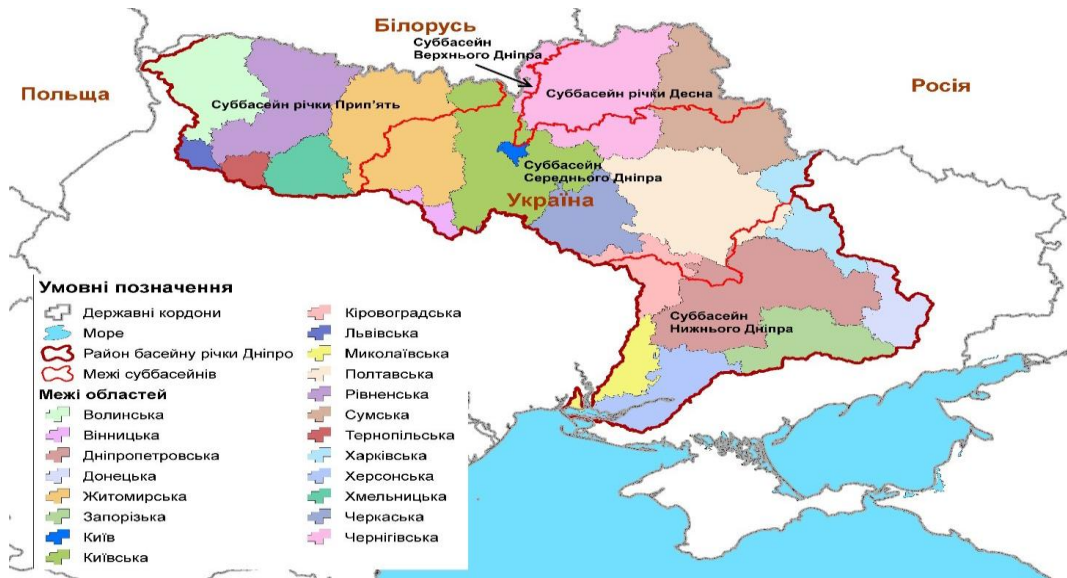 Білорусь
Суббасейн
Верхнього Дніпра
Польща
Росія
Суббасейн річки Прип'ять
Суббасейн річки Десна
Суббасейн
Середнього Дніпра
Україна
Суббасейн
Нижнього Дніпра
Умовні позначення
Державні кордони
Море
Район басейну річки Дніпро
Межі суббасейнів
Межі областей
Волинська
Вінницька
Дніпропетровська
Донецька
Житомирська
Запорізька
Київ
Київська
Кіровоградська
Львівська
Миколаївська
Полтавська
Рівненська
Сумська
Тернопільська
Харківська
Херсонська
Хмельницька
Черкаська
Чернігівська